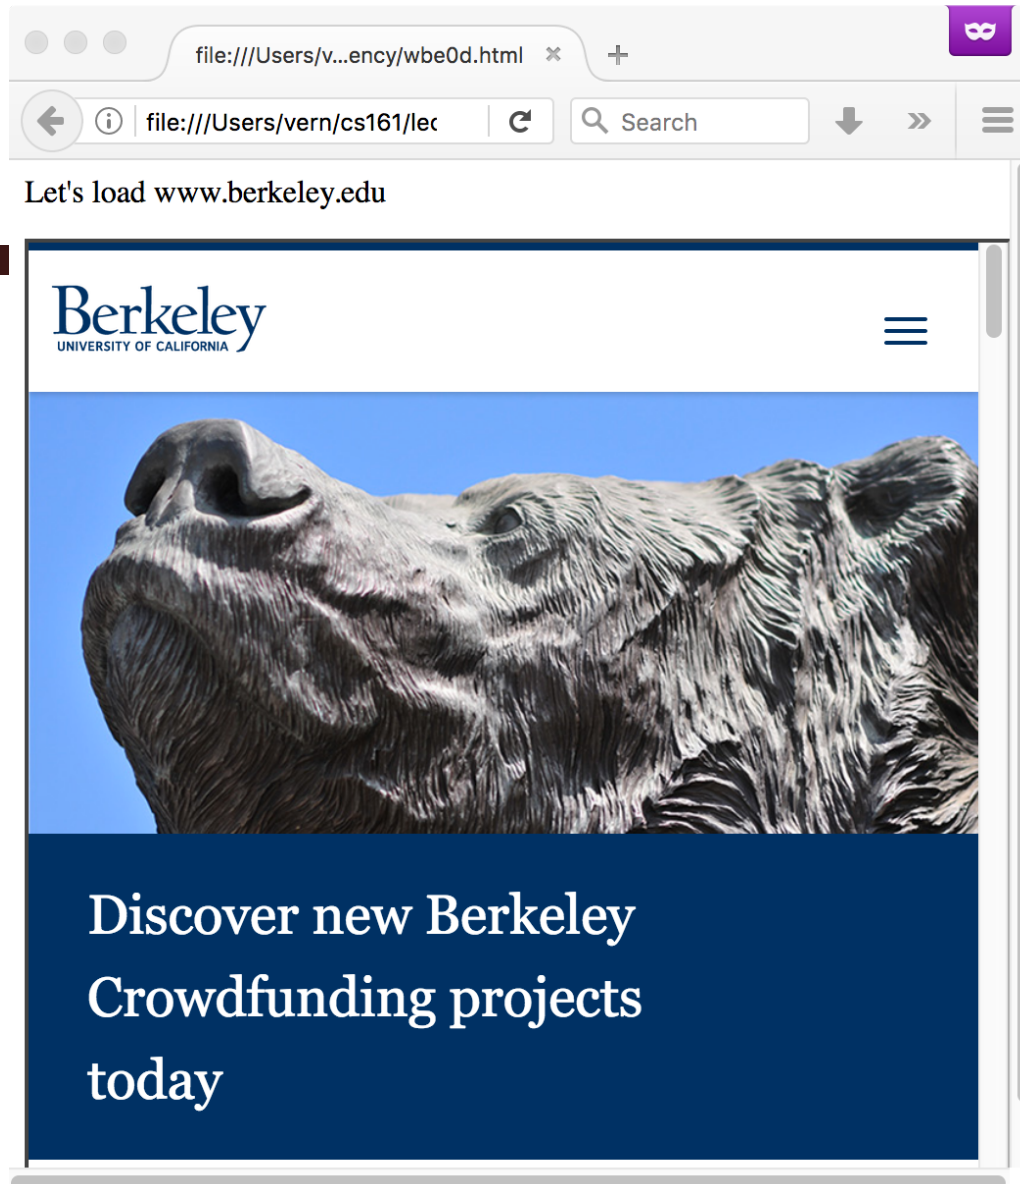 file:///Users/v...ency/wbe0d.html
file:///Users/vern/cs161/lec
Search
Let's load www.berkeley.edu
Berkeley
UNIVERSITY OF CALIFORNIA
Discover new Berkeley
Crowdfunding projects
today